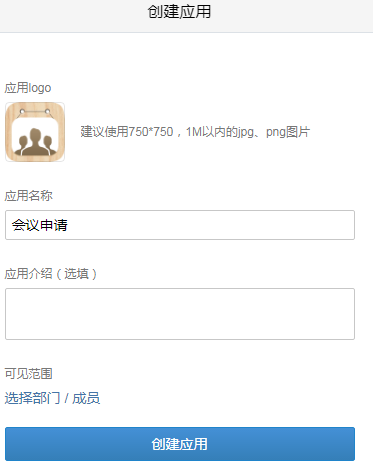 创建应用
应用logo
建议使用750*750，1M以内的jpg、png图片
应用名称
会议申请
应用介绍（选填）
可见范围
选择部门 / 成员
创建应用